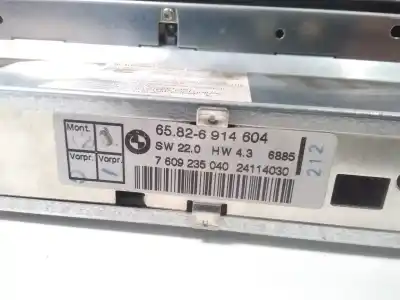 Mont.
Vorpr. Vorpr.
65.82-6 914 604
SW 22.0 HW 4.3 6885
7 609 235 040 24114030
212